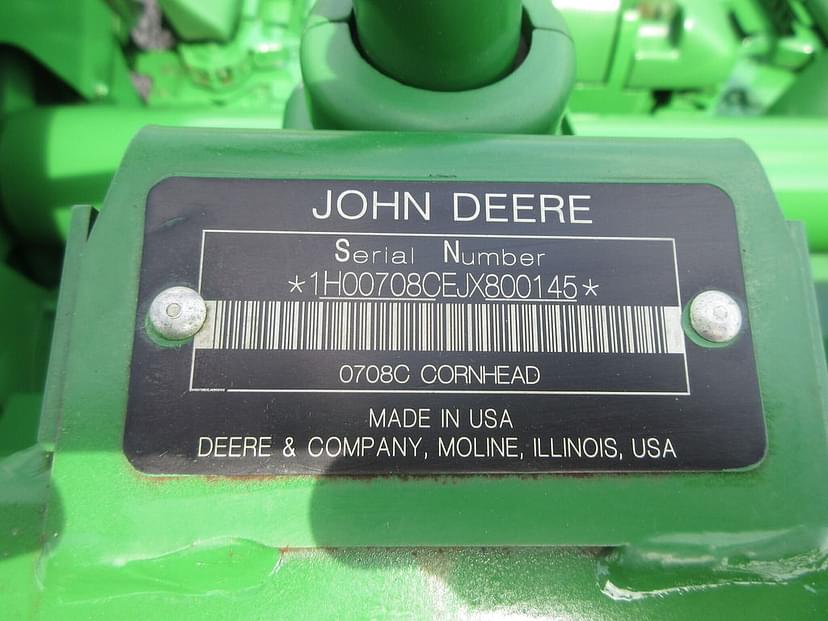 JOHN DEERE
Serial Number
*1H00708CEJX800145*
0708C CORNHEAD
MADE IN USA
DEERE & COMPANY, MOLINE, ILLINOIS, USA